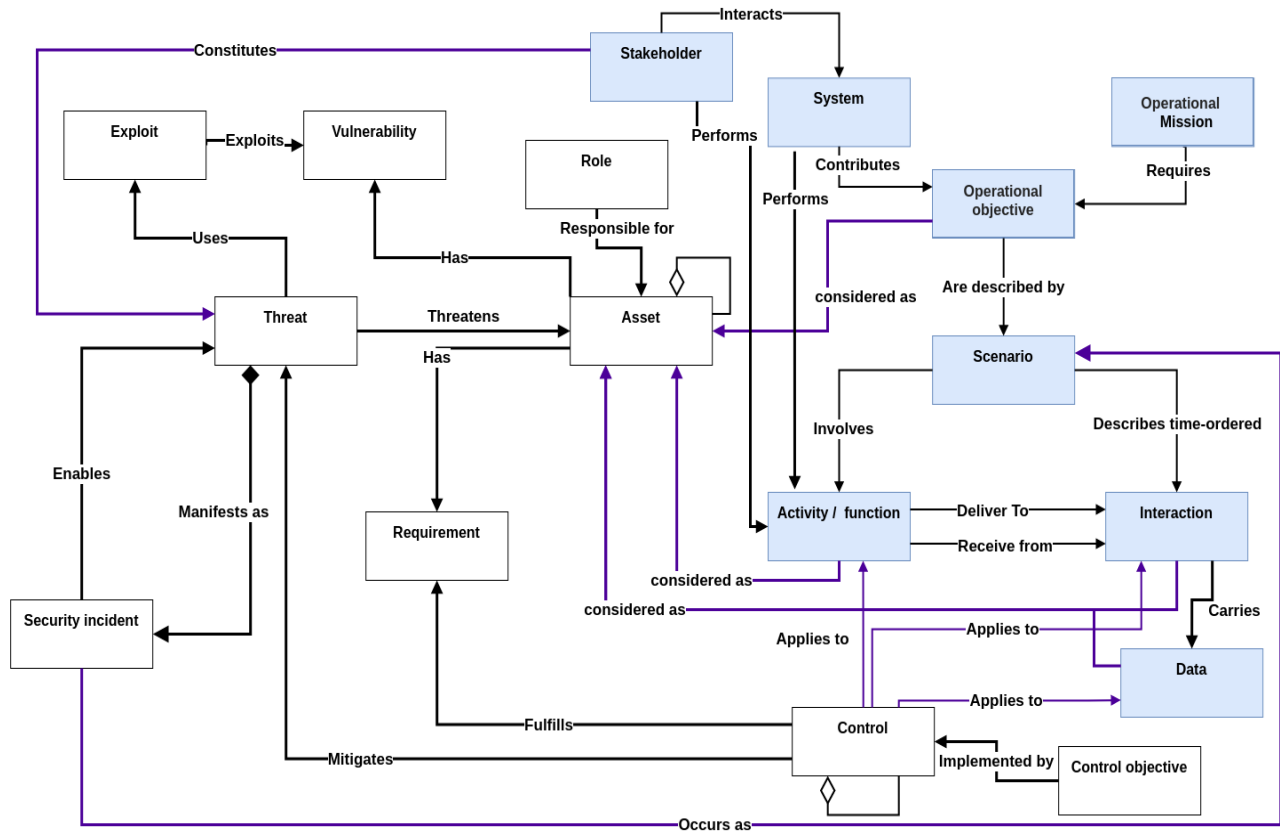 Interacts
Constitutes
Stakeholder
System
Operational
Mission
Exploit
Exploits
Vulnerability
Performs
Role
Contributes
Requires
Performs
Operational
objective
Responsible for
Uses
Has
Are described by
considered as
Threat
Threatens
Asset
Has
Scenario
Involves
Describes time-ordered
Enables
Manifests as
Activity / function
Deliver To
Interaction
Requirement
Receive from
considered as
considered as
Carries
Security incident
Applies to
Applies to
Data
Applies to
Fulfills
Control
Mitigates
Implemented by
Control objective
Occurs as